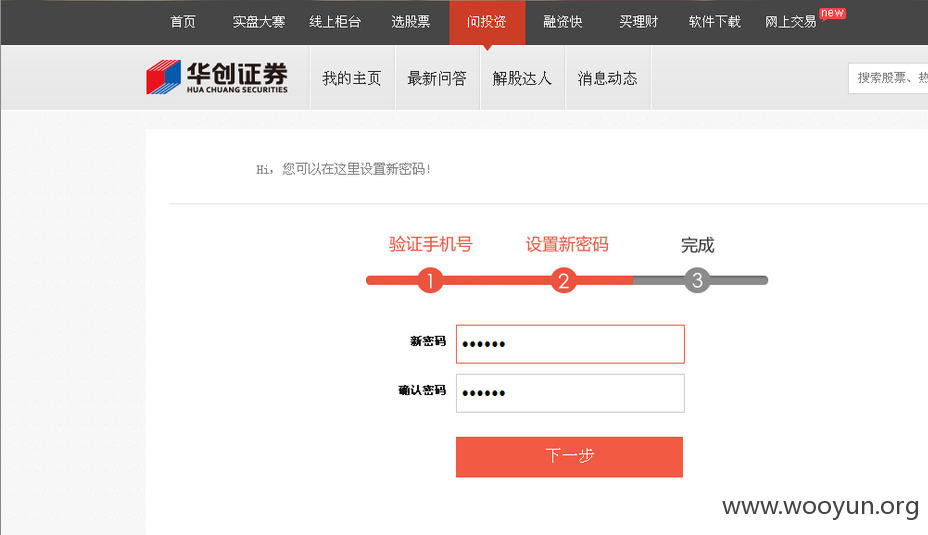 首页 实盘大赛 线上柜台 选股票 问投资 融资快 买理财 软件下载 网上交易 new
华创证券
HUA CHUANG SECURITIES
我的主页 最新问答 解股达人 消息动态
搜索股票、热
Hi，您可以在这里设置新密码！
验证手机号 设置新密码 完成
1 2 3
新密码 ●●●●●●
确认密码 ●●●●●●
下一步
www.wooyun.org